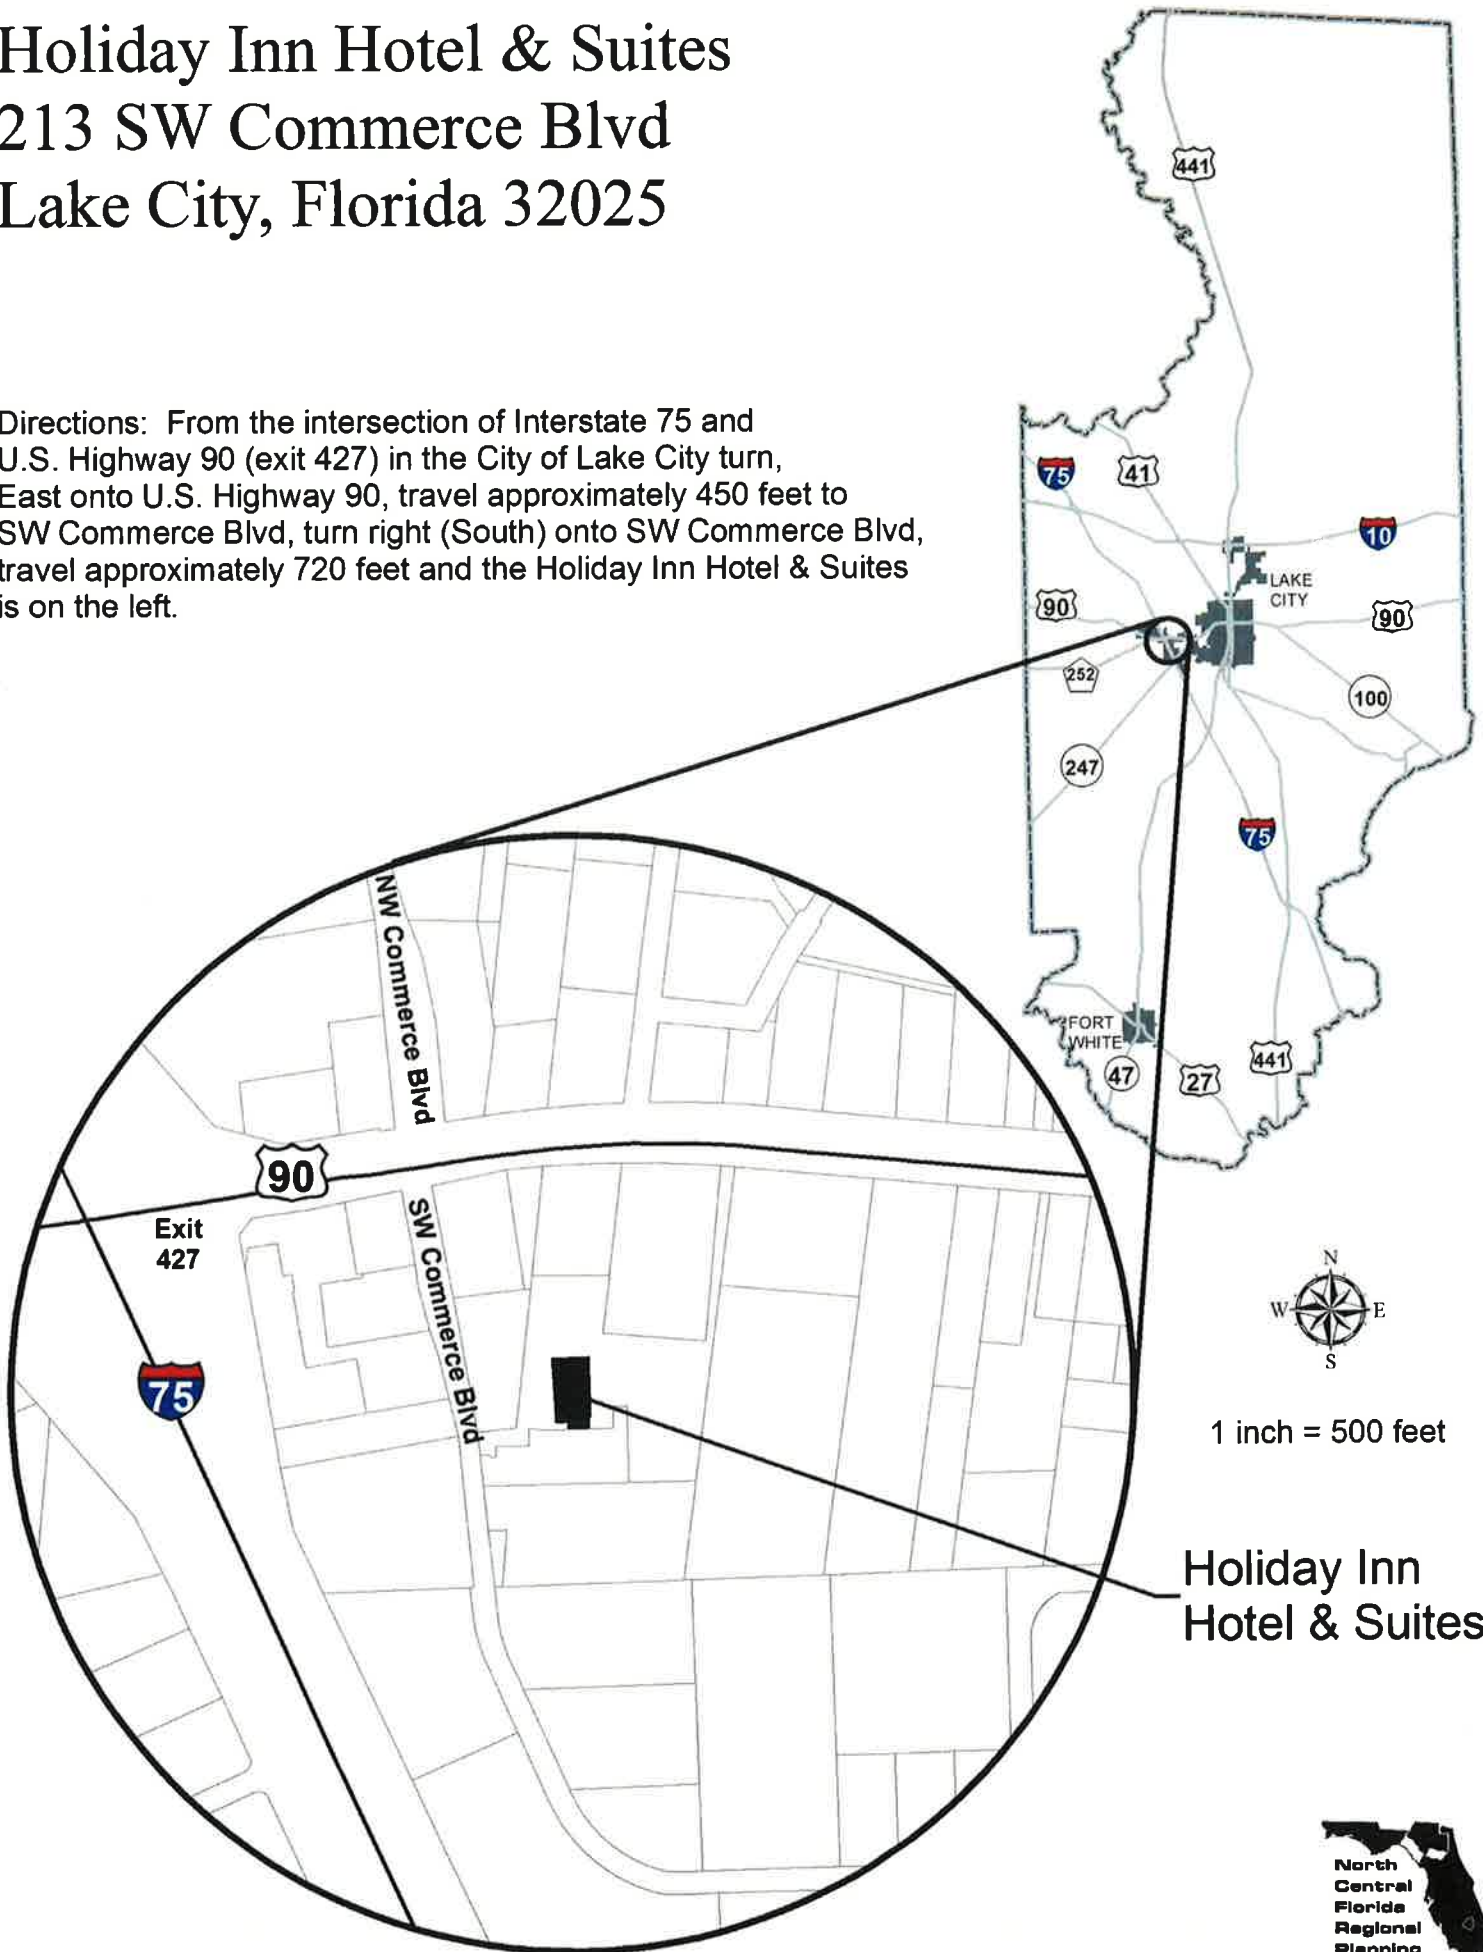 Holiday Inn Hotel & Suites
213 SW Commerce Blvd
Lake City, Florida 32025
Directions: From the intersection of Interstate 75 and
U.S. Highway 90 (exit 427) in the City of Lake City turn,
East onto U.S. Highway 90, travel approximately 450 feet to
SW Commerce Blvd, turn right (South) onto SW Commerce Blvd,
travel approximately 720 feet and the Holiday Inn Hotel & Suites
is on the left.
441
75
41
10
LAKE
CITY
90
90
252
100
247
75
FORT
WHITE
47
27
441
NW Commerce Blvd
90
Exit
427
SW Commerce Blvd
75
N
W
E
S
1 inch = 500 feet
Holiday Inn
Hotel & Suites
North
Central
Florida
Regional
Planning